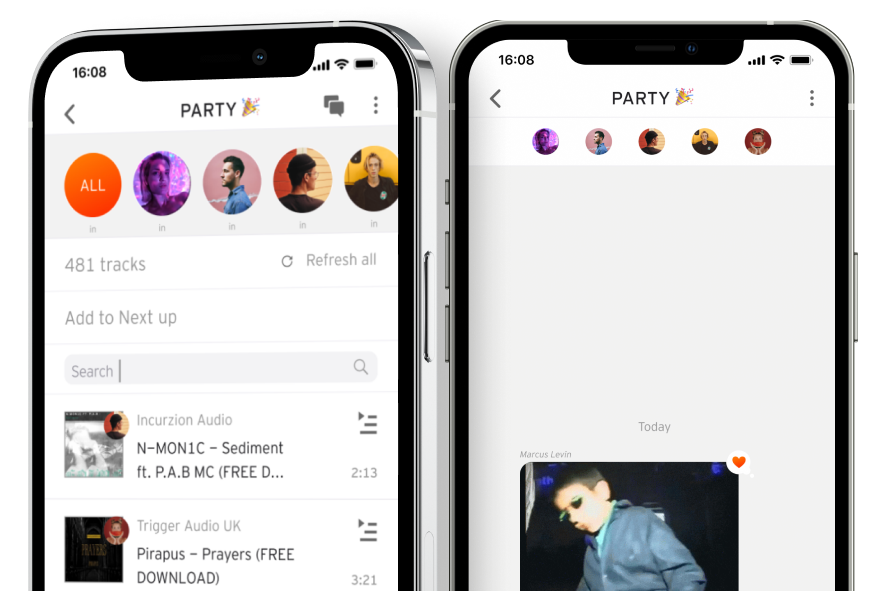 16:08
PARTY 🎉
ALL
in
in
in
in
in
481 tracks
Refresh all
Add to Next up
Search
Incurzion Audio
N-MON1C - Sediment
ft. P.A.B MC (FREE D...
2:13
PRAYERS
Trigger Audio UK
Pirapus - Prayers (FREE
DOWNLOAD)
3:21
16:08
PARTY 🎉
Today
Marcus Levin